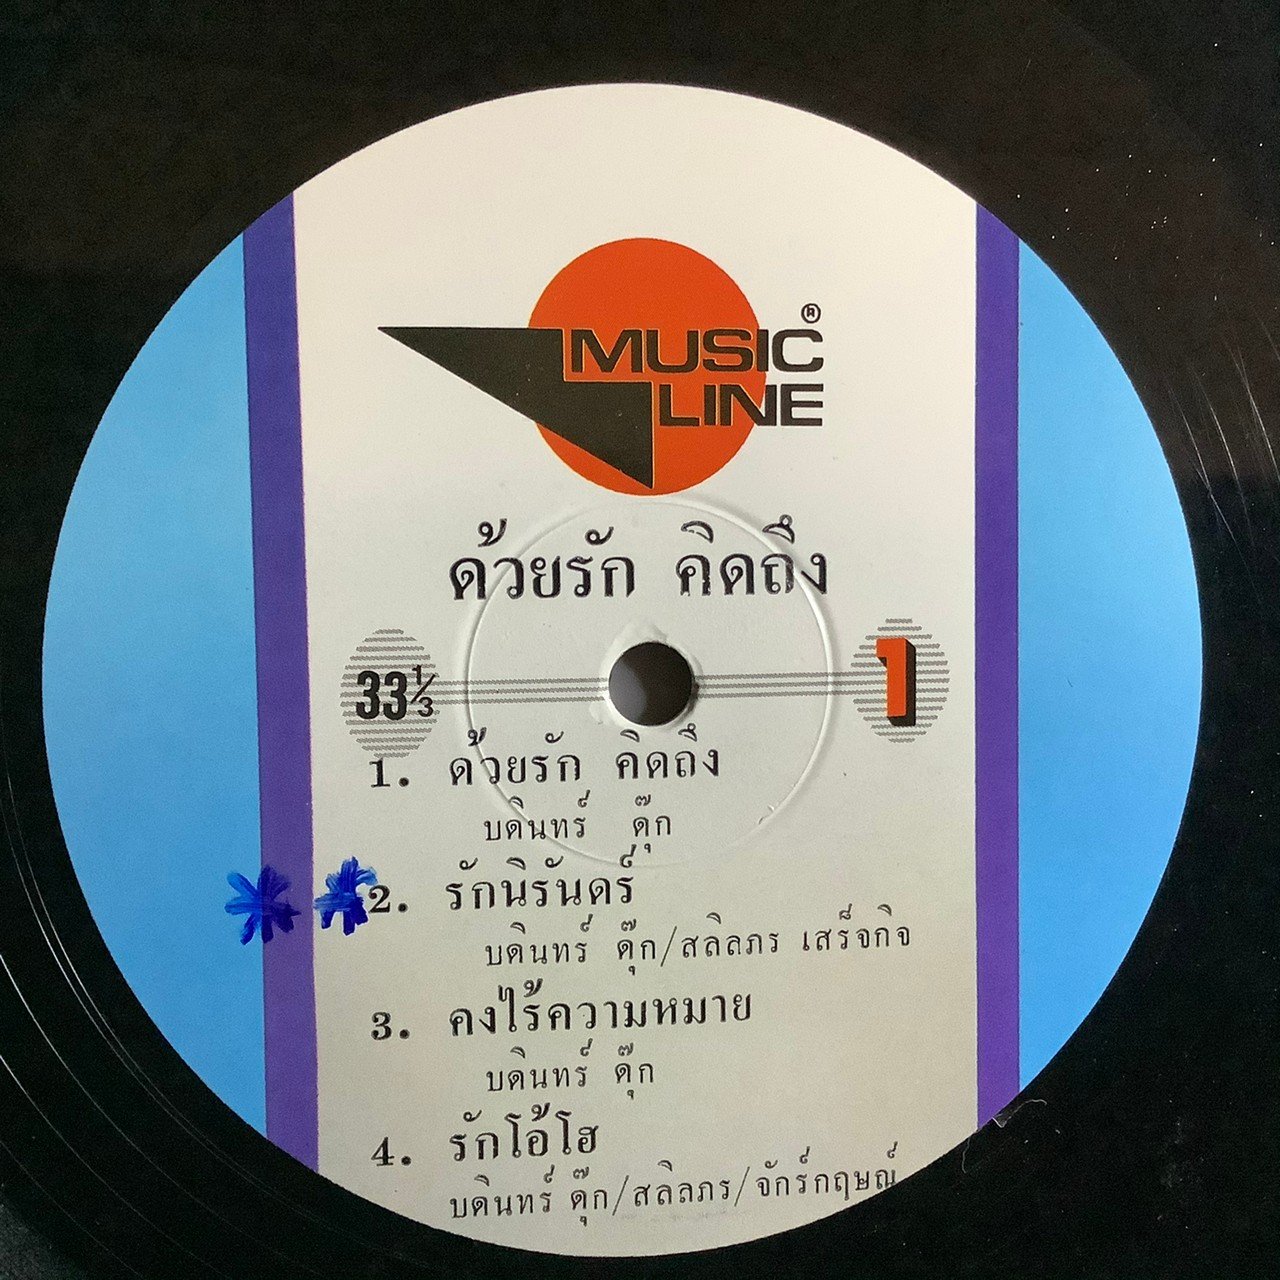 MUSIC ®
LINE
ด้วยรัก คิดถึง
33⅓ 1
1. ด้วยรัก คิดถึง
บดินทร์ ดุ๊ก
2. รักนิรันดร์
บดินทร์ ดุ๊ก/สลิลภร เสร็จกิจ
3. คงไร้ความหมาย
บดินทร์ ดุ๊ก
4. รักโอ้โฮ
บดินทร์ ดุ๊ก/สลิลภร/จักร์กฤษณ์